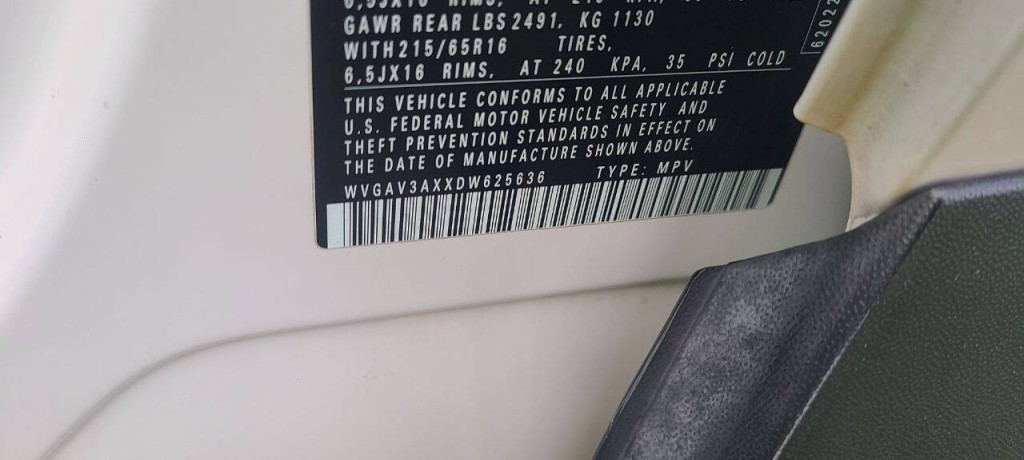 GAWR REAR LBS 2491, KG 1130
WITH 215/65R16 TIRES,
6,5JX16 RIMS, AT 240 KPA, 35 PSI COLD
THIS VEHICLE CONFORMS TO ALL APPLICABLE
U.S. FEDERAL MOTOR VEHICLE SAFETY AND
THEFT PREVENTION STANDARDS IN EFFECT ON
THE DATE OF MANUFACTURE SHOWN ABOVE.
WVGAV3AXXDW625636 TYPE: MPV
62022